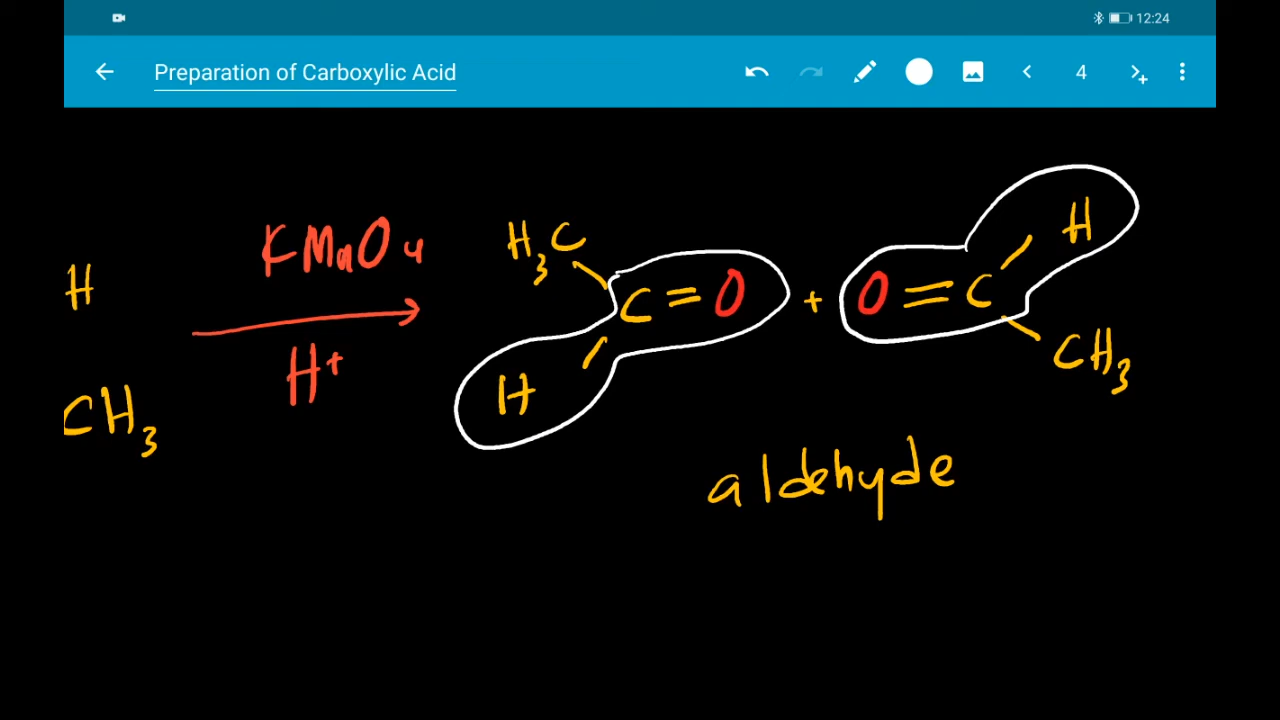 12:24
Preparation of Carboxylic Acid
4
H
CH3
KMnO4
H+
H3C
C = O
H
+
O = C
H
CH3
aldehyde